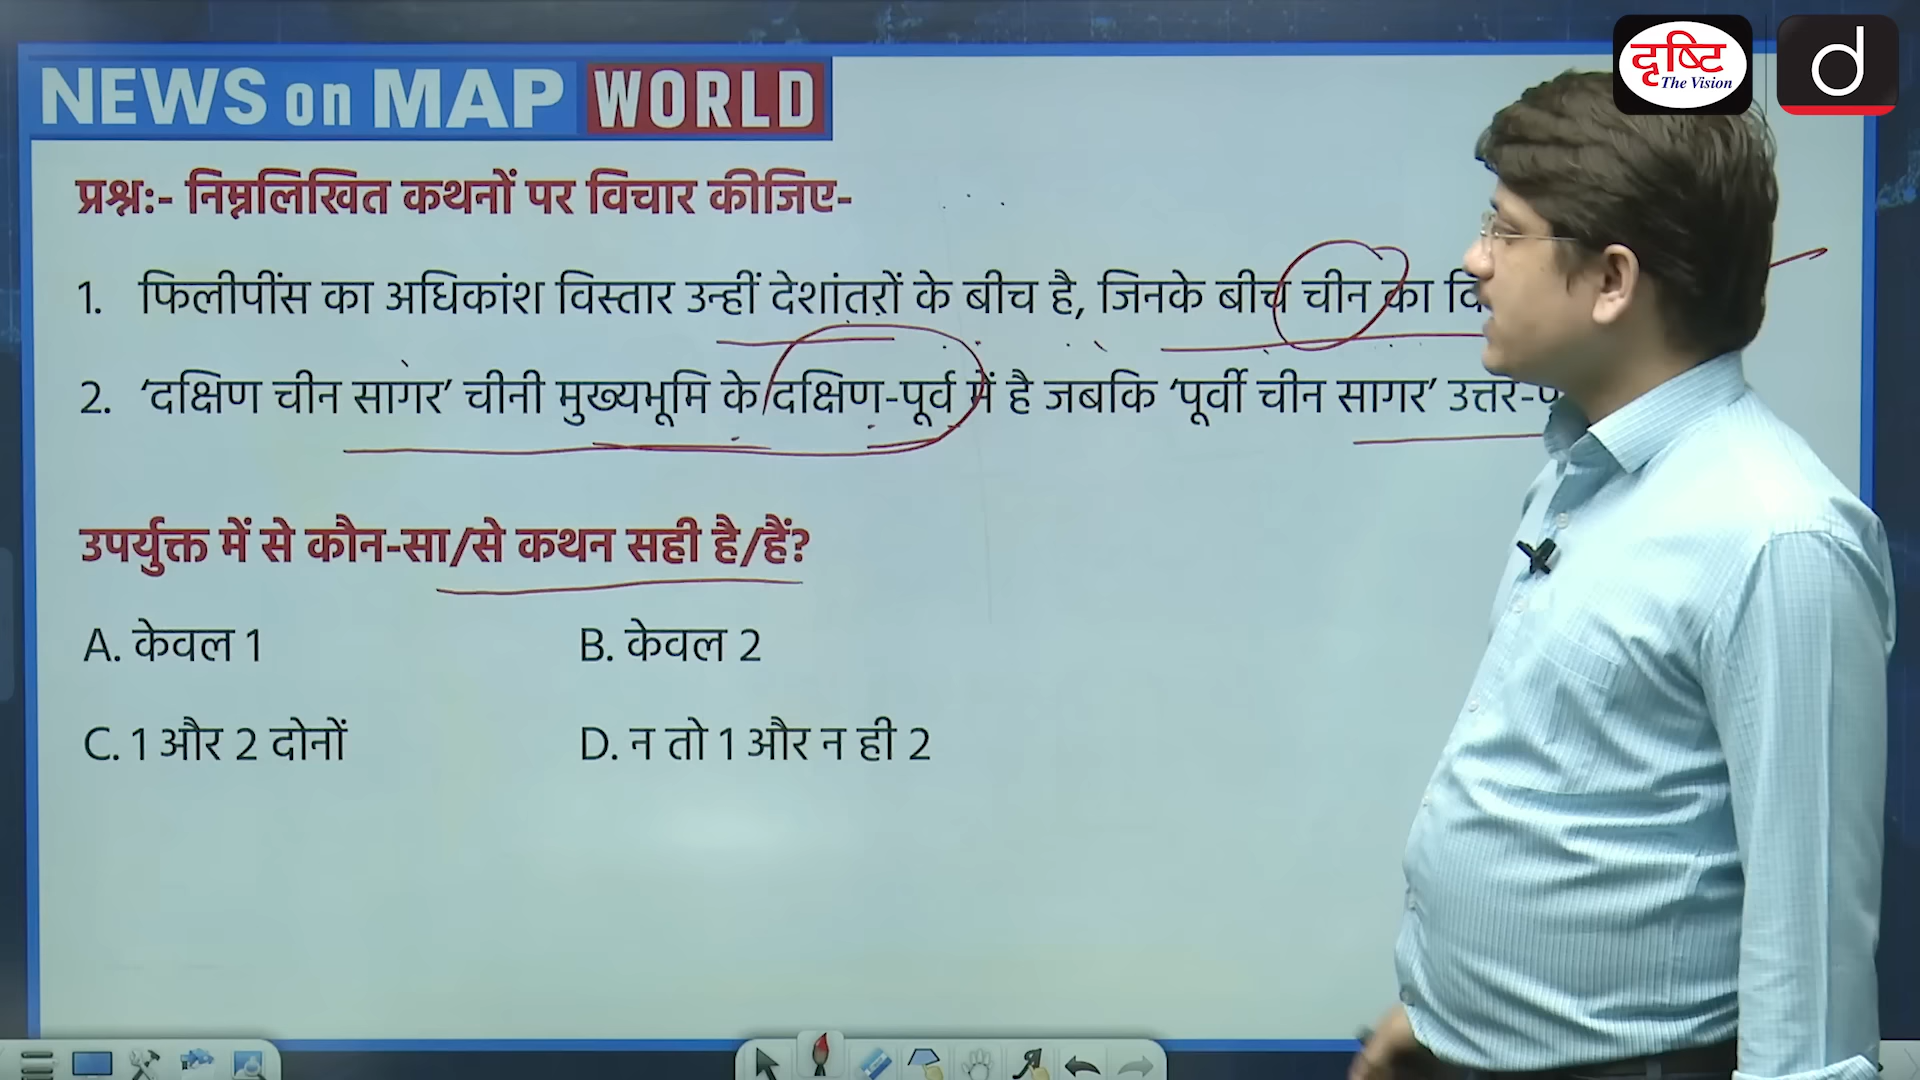 दृष्टि
The Vision
d
NEWS on MAP WORLD
प्रश्न:- निम्नलिखित कथनों पर विचार कीजिए-
1. फिलीपींस का अधिकांश विस्तार उन्हीं देशांतरों के बीच है, जिनके बीच चीन का
2. ‘दक्षिण चीन सागर’ चीनी मुख्यभूमि के दक्षिण-पूर्व में है जबकि ‘पूर्वी चीन सागर’ उत्तर-
उपर्युक्त में से कौन-सा/से कथन सही है/हैं?
A. केवल 1 B. केवल 2
C. 1 और 2 दोनों D. न तो 1 और न ही 2